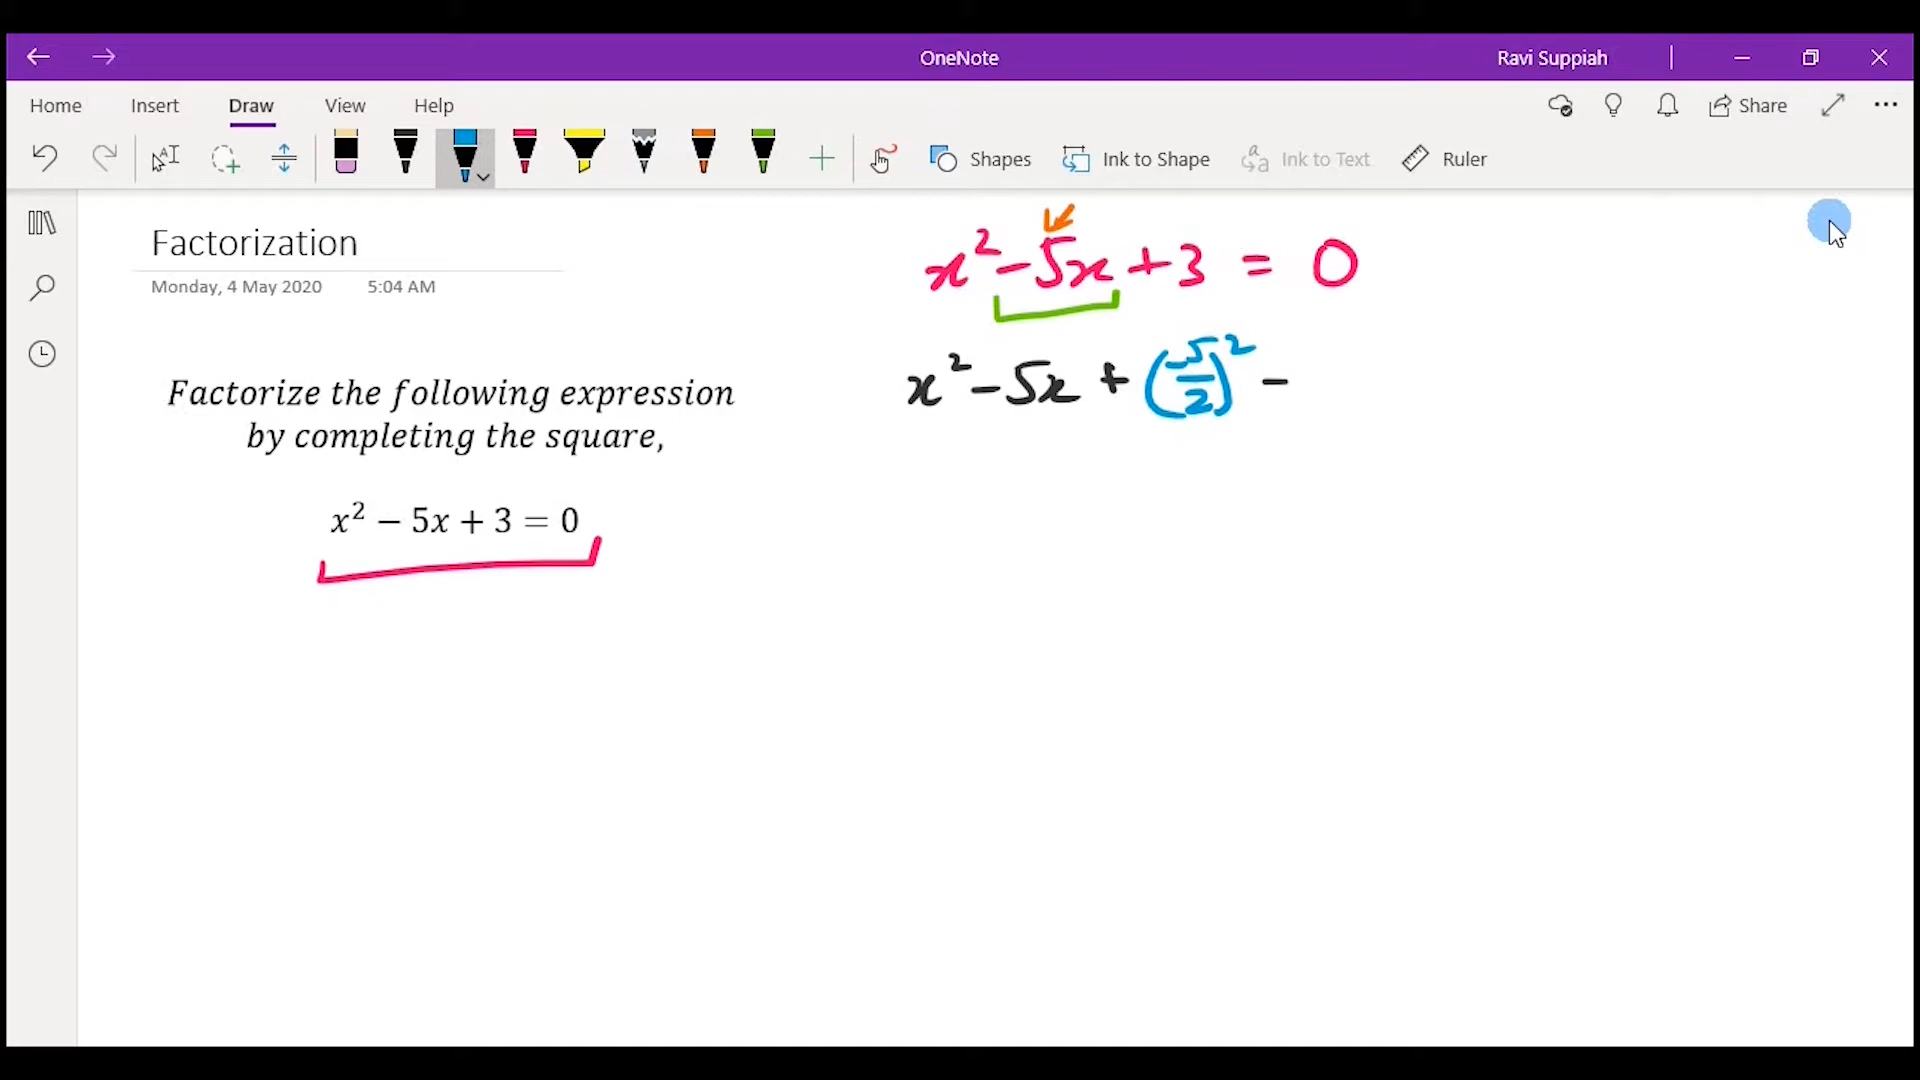 OneNote
Ravi Suppiah
Home Insert Draw View Help
Share
Shapes Ink to Shape Ink to Text Ruler
Factorization
Monday, 4 May 2020 5:04 AM
Factorize the following expression
by completing the square,
x² − 5x + 3 = 0
x² − 5x + 3 = 0
x² − 5x + (−5/2)² −